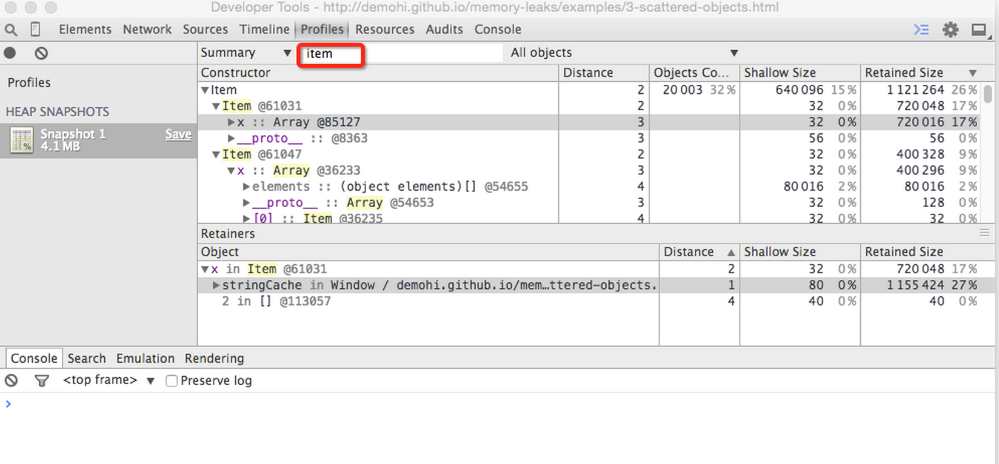 Developer Tools - http://demohi.github.io/memory-leaks/examples/3-scattered-objects.html
Elements Network Sources Timeline Profiles Resources Audits Console
Summary ▼ item All objects ▼
Profiles
HEAP SNAPSHOTS
Snapshot 1 Save
4.1 MB
Constructor Distance Objects Co... Shallow Size Retained Size ▼
▼Item 2 20 003 32% 640 096 15% 1 121 264 26%
▼Item @61031 2 32 0% 720 048 17%
▶x :: Array @85127 3 32 0% 720 016 17%
▶__proto__ :: @8363 3 56 0% 56 0%
▼Item @61047 2 32 0% 400 328 9%
▼x :: Array @36233 3 32 0% 400 296 9%
▶elements :: (object elements)[] @54655 4 80 016 2% 80 016 2%
▶__proto__ :: Array @54653 3 32 0% 128 0%
▶[0] :: Item @36235 4 32 0% 32 0%
Retainers
Object Distance ▲ Shallow Size Retained Size
▼x in Item @61031 2 32 0% 720 048 17%
▶stringCache in Window / demohi.github.io/mem…ttered-objects. 1 80 0% 1 155 424 27%
2 in [] @113057 4 40 0% 40 0%
Console Search Emulation Rendering
<top frame> ▼ Preserve log
>